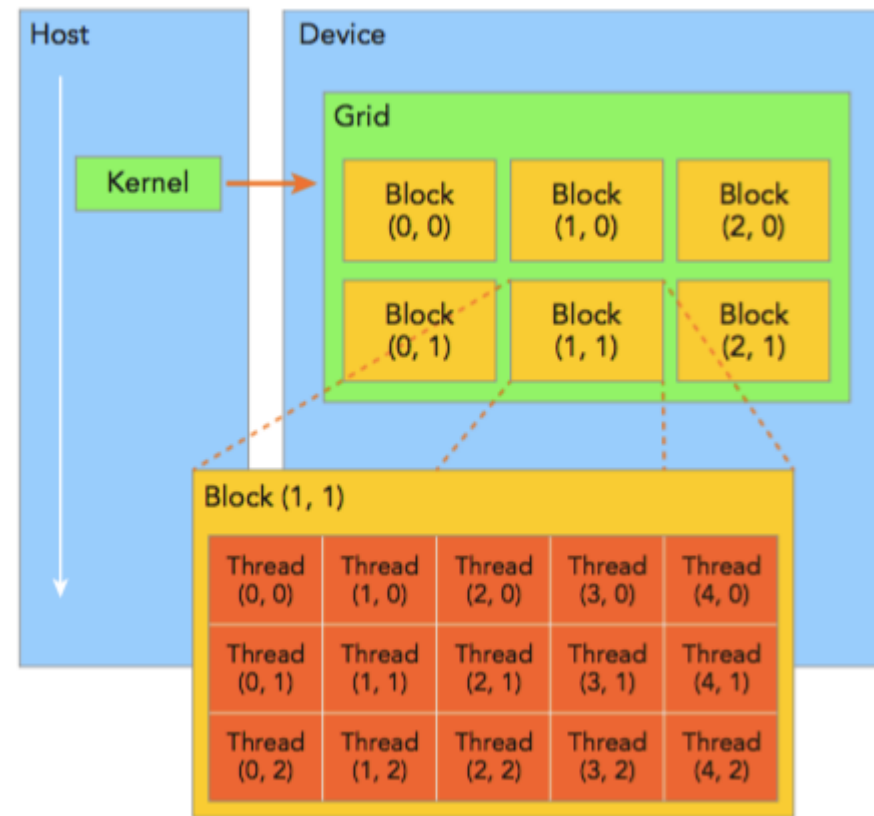 Host
Device
Grid
Kernel
Block
(0, 0)
Block
(1, 0)
Block
(2, 0)
Block
(0, 1)
Block
(1, 1)
Block
(2, 1)
Block (1, 1)
Thread
(0, 0)
Thread
(1, 0)
Thread
(2, 0)
Thread
(3, 0)
Thread
(4, 0)
Thread
(0, 1)
Thread
(1, 1)
Thread
(2, 1)
Thread
(3, 1)
Thread
(4, 1)
Thread
(0, 2)
Thread
(1, 2)
Thread
(2, 2)
Thread
(3, 2)
Thread
(4, 2)